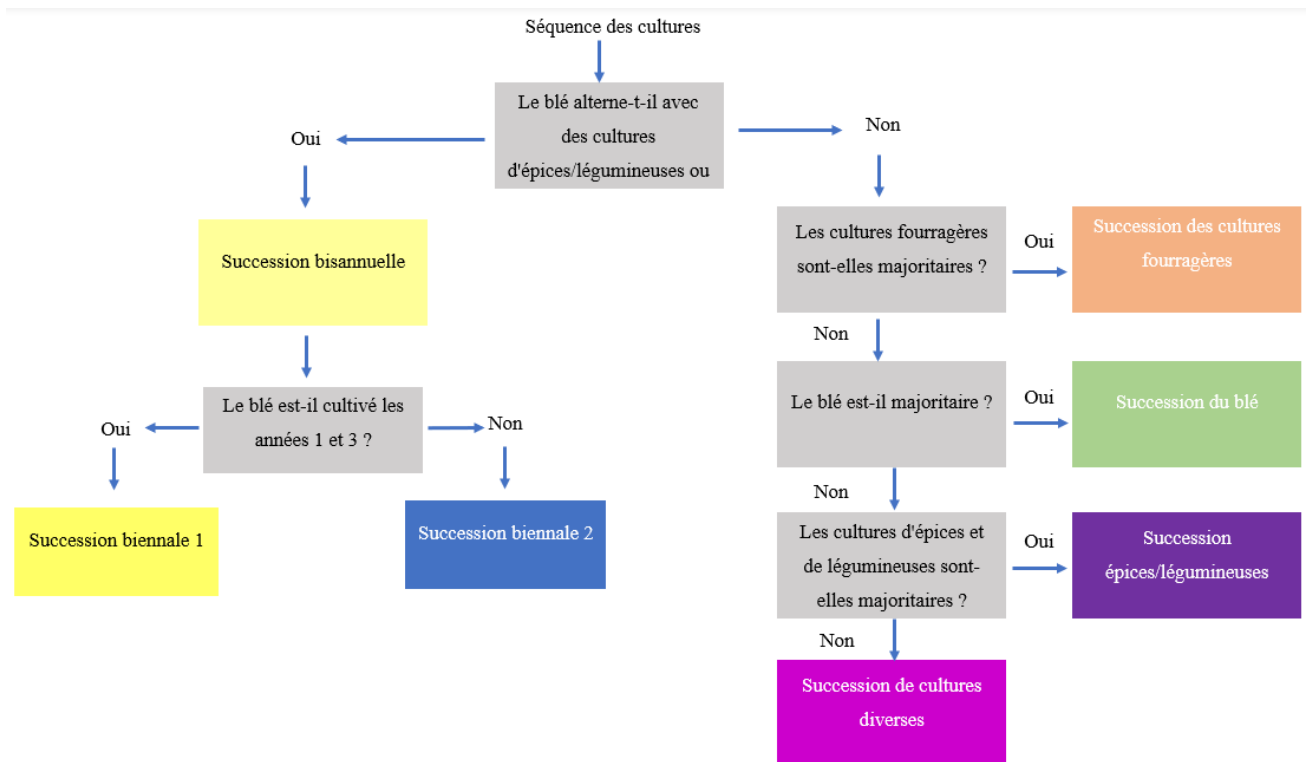 Séquence des cultures
Le blé alterne-t-il avec
des cultures
d'épices/légumineuses ou
Oui
Non
Succession bisannuelle
Les cultures fourragères
sont-elles majoritaires ?
Oui
Succession des cultures
fourragères
Non
Le blé est-il cultivé les
années 1 et 3 ?
Oui
Non
Le blé est-il majoritaire ?
Oui
Succession du blé
Non
Succession biennale 1
Succession biennale 2
Les cultures d'épices et
de légumineuses sont-
elles majoritaires ?
Oui
Succession
épices/légumineuses
Non
Succession de cultures
diverses